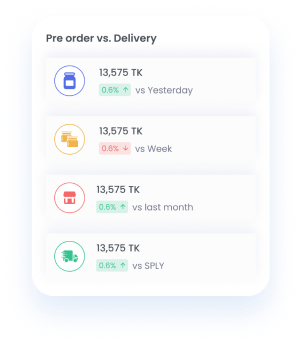 Pre order vs. Delivery
13,575 TK
0.6% ↑ vs Yesterday
13,575 TK
0.6% ↓ vs Week
13,575 TK
0.6% ↑ vs last month
13,575 TK
0.6% ↑ vs SPLY